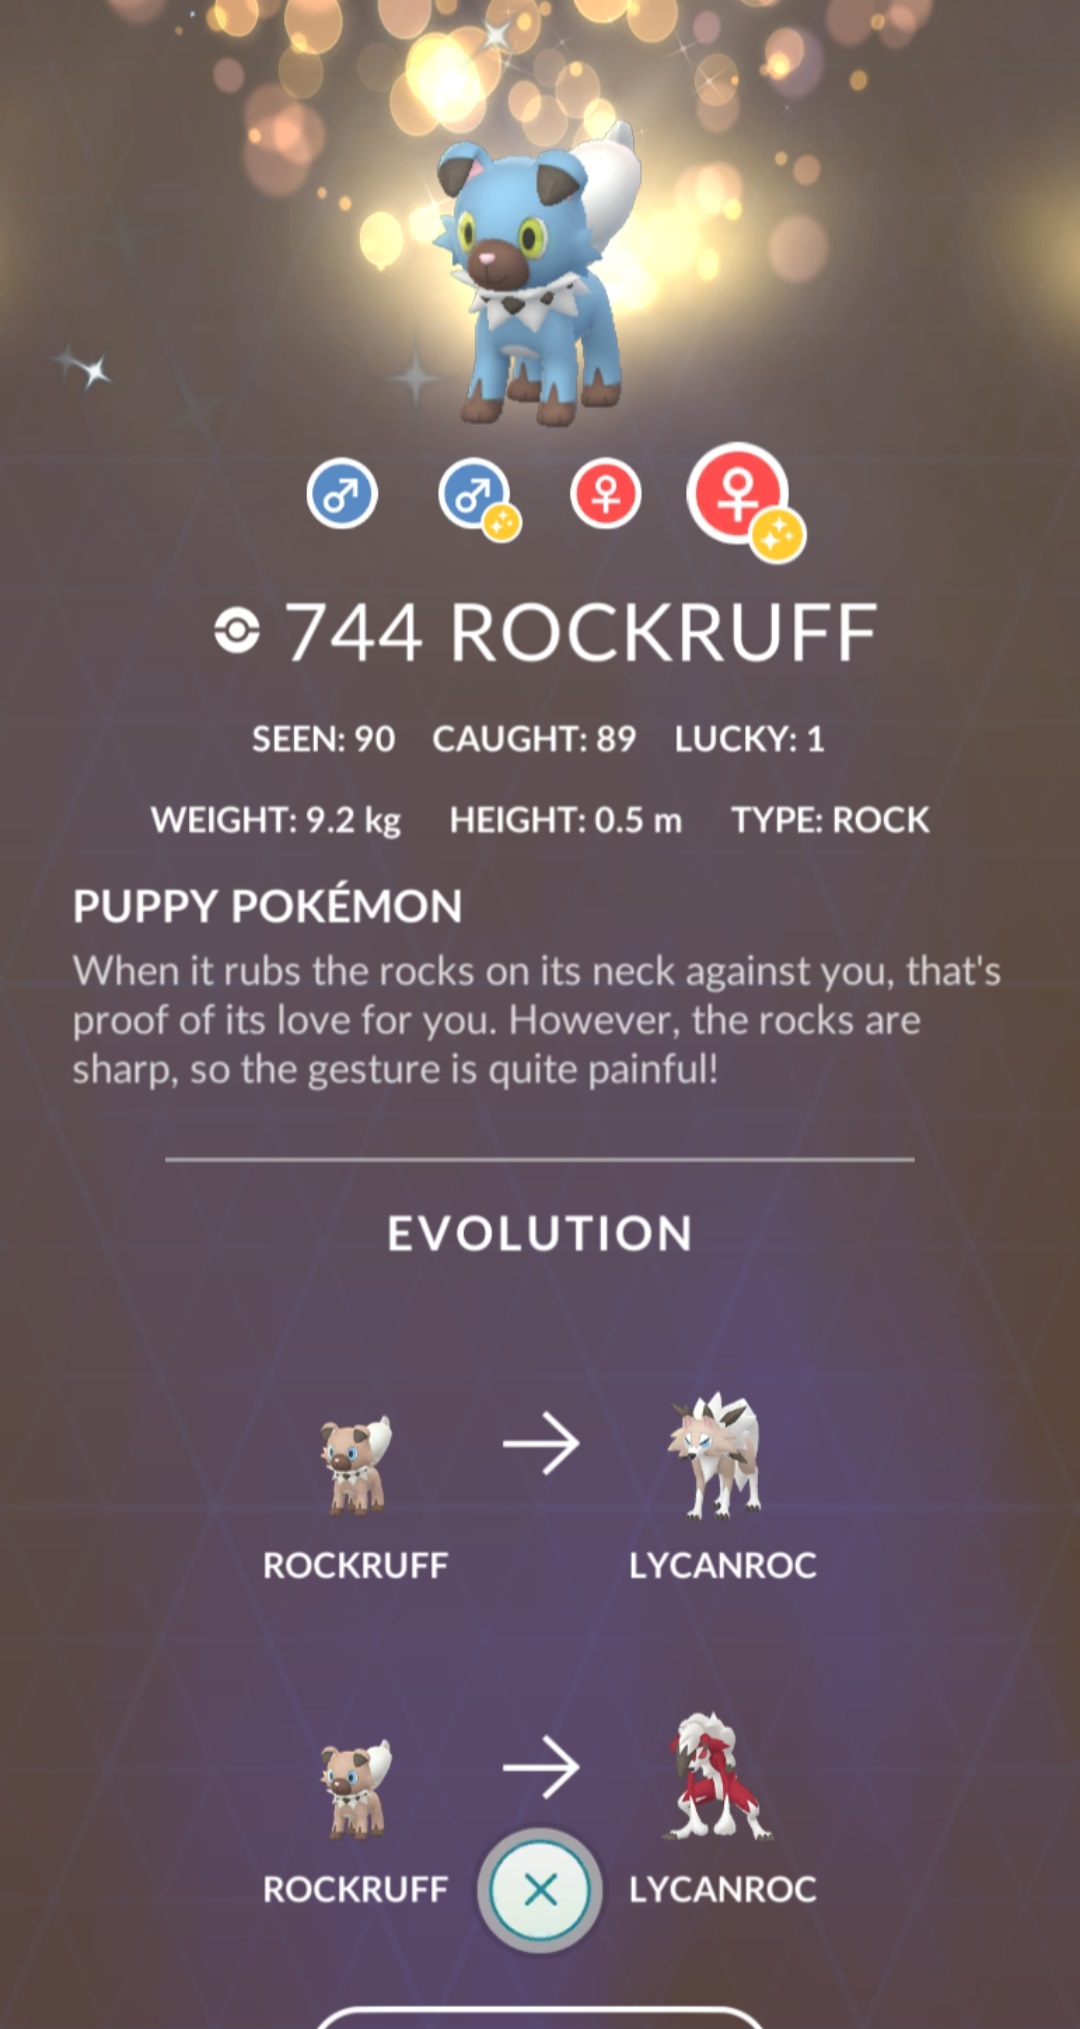 744 ROCKRUFF
SEEN: 90 CAUGHT: 89 LUCKY: 1
WEIGHT: 9.2 kg HEIGHT: 0.5 m TYPE: ROCK
PUPPY POKÉMON
When it rubs the rocks on its neck against you, that's
proof of its love for you. However, the rocks are
sharp, so the gesture is quite painful!
EVOLUTION
ROCKRUFF LYCANROC
ROCKRUFF LYCANROC